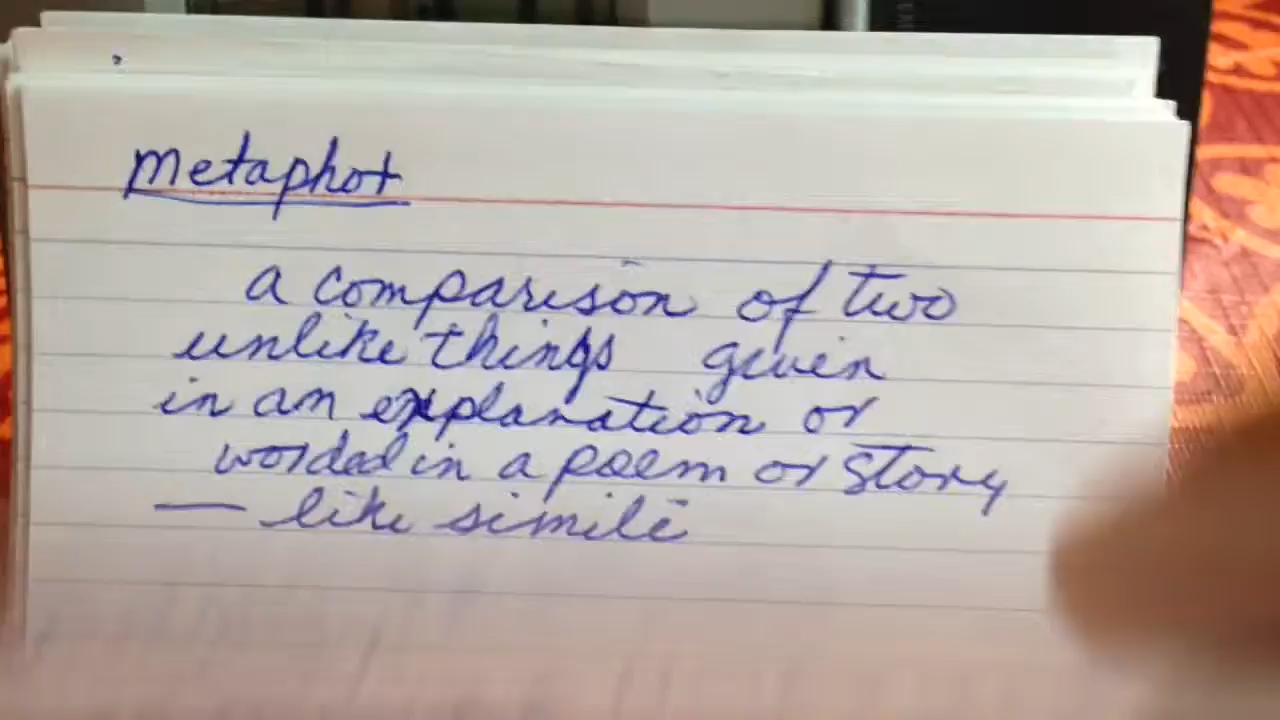 Metaphor
a comparison of two
unlike things given
in an explanation or
worded in a poem or story
— like simile